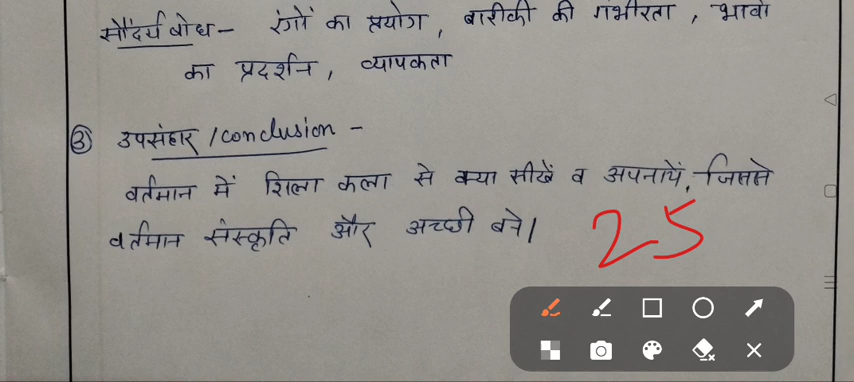 सौंदर्य बोध - रंगों का प्रयोग, बारीकी की गंभीरता, भावों
का प्रदर्शन, व्यापकता
③ उपसंहार / conclusion -
वर्तमान में शिला कला से क्या सीखें व अपनायें, जिससे
वर्तमान संस्कृति और अच्छी बने।
25